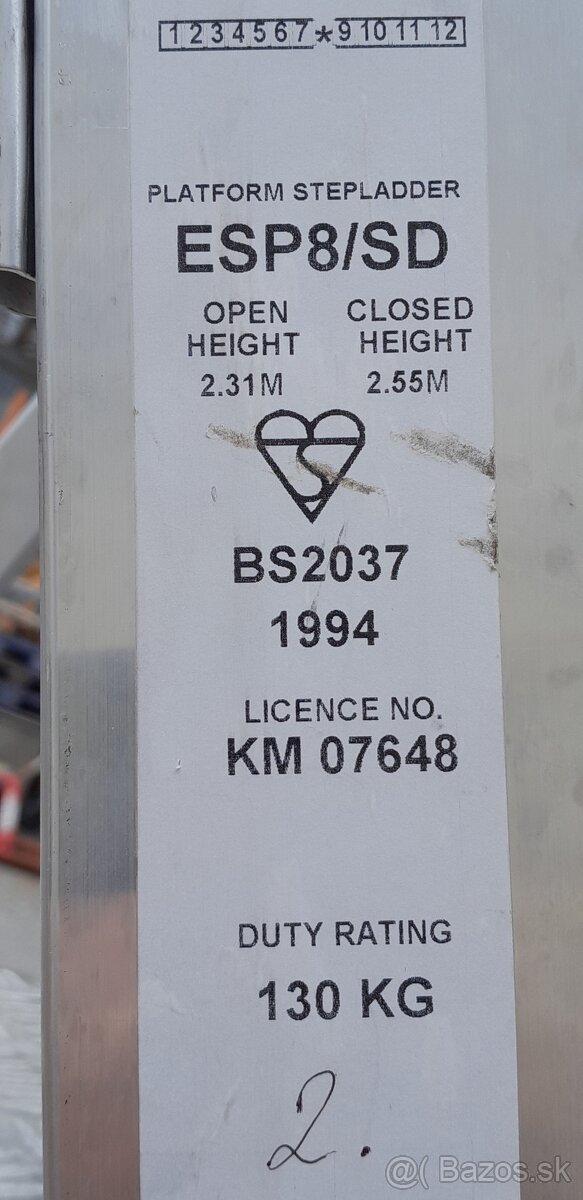 1 2 3 4 5 6 7 * 9 10 11 12
PLATFORM STEPLADDER
ESP8/SD
OPEN HEIGHT
CLOSED HEIGHT
2.31M 2.55M
BS2037
1994
LICENCE NO.
KM 07648
DUTY RATING
130 KG
2.
@( Bazos.sk